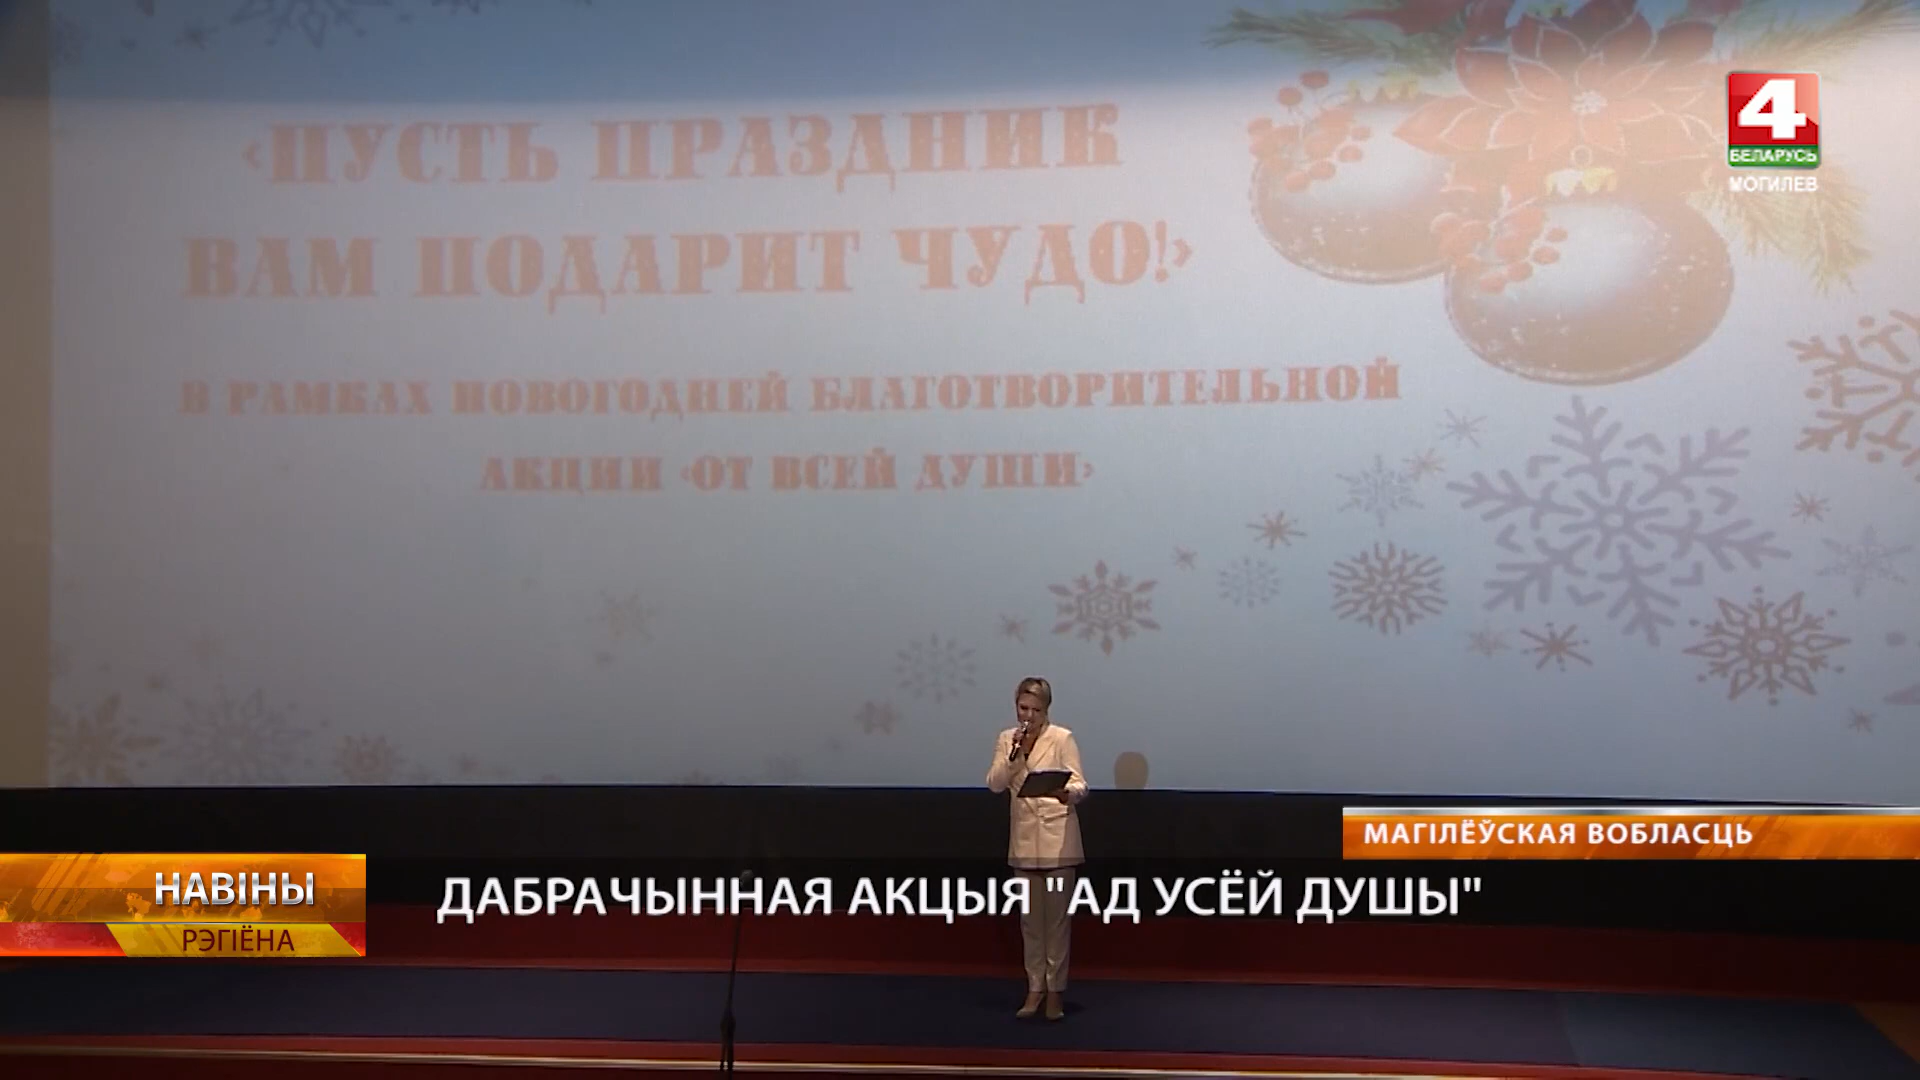 «ПУСТЬ ПРАЗДНИК
ВАМ ПОДАРИТ ЧУДО!»
В РАМКАХ НОВОГОДНЕЙ БЛАГОТВОРИТЕЛЬНОЙ
АКЦИИ «ОТ ВСЕЙ ДУШИ»
4
БЕЛАРУСЬ
МОГИЛЕВ
МАГІЛЁЎСКАЯ ВОБЛАСЦЬ
НАВІНЫ
РЭГІЁНА
ДАБРАЧЫННАЯ АКЦЫЯ "АД УСЁЙ ДУШЫ"